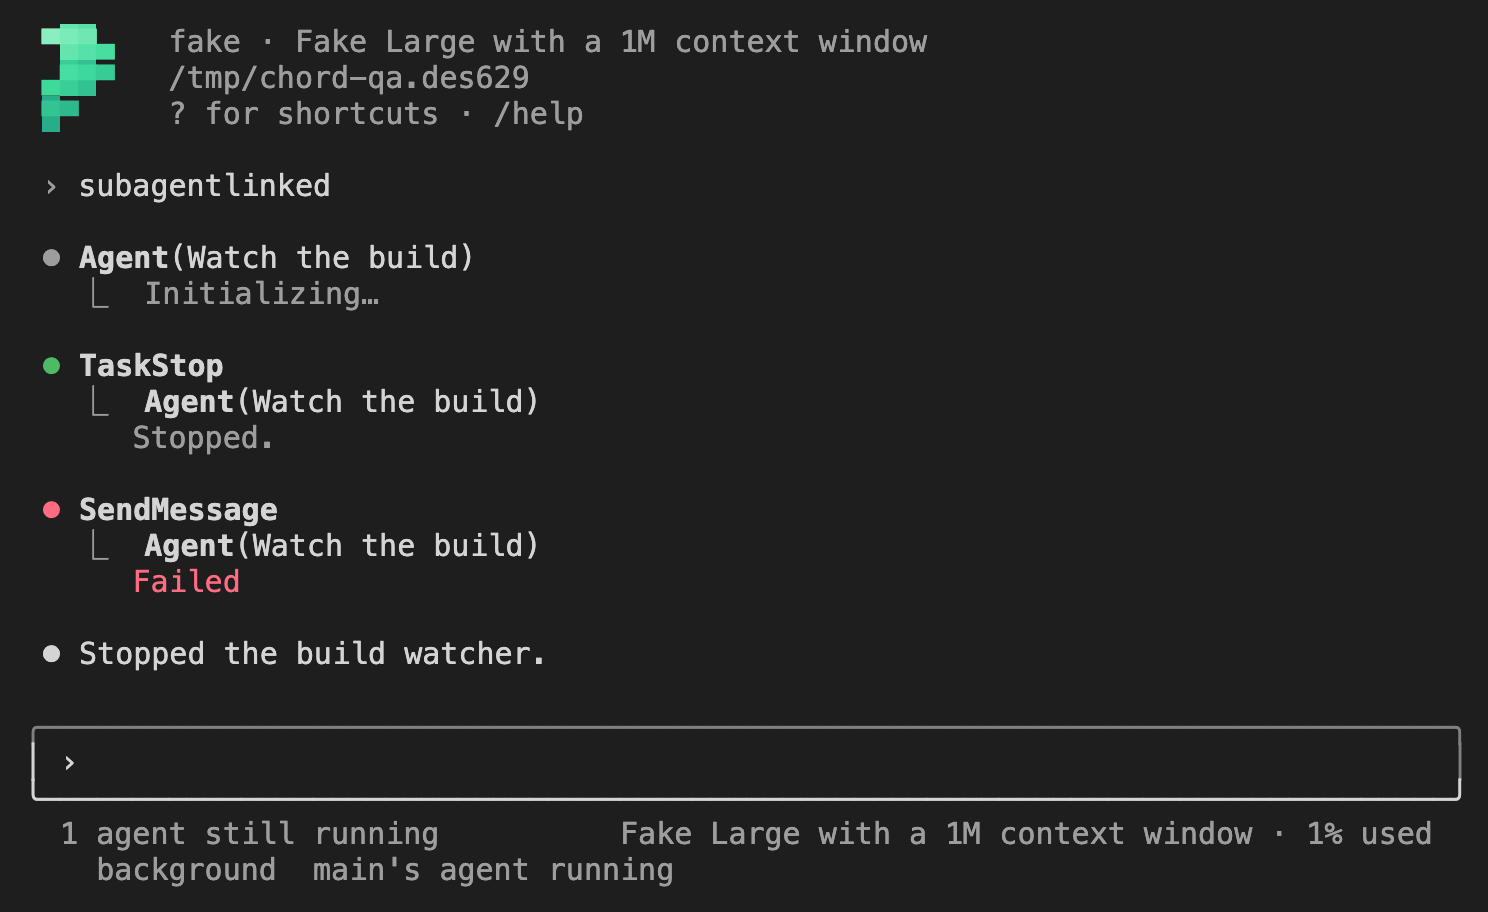 fake · Fake Large with a 1M context window
/tmp/chord-qa.des629
? for shortcuts · /help
› subagentlinked
● Agent(Watch the build)
⎿ Initializing…
● TaskStop
⎿ Agent(Watch the build)
Stopped.
● SendMessage
⎿ Agent(Watch the build)
Failed
● Stopped the build watcher.
›
1 agent still running Fake Large with a 1M context window · 1% used
background main's agent running